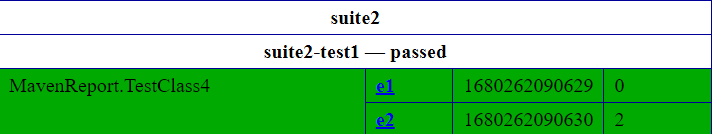 suite2
suite2-test1 — passed
MavenReport.TestClass4 e1 1680262090629 0
e2 1680262090630 2